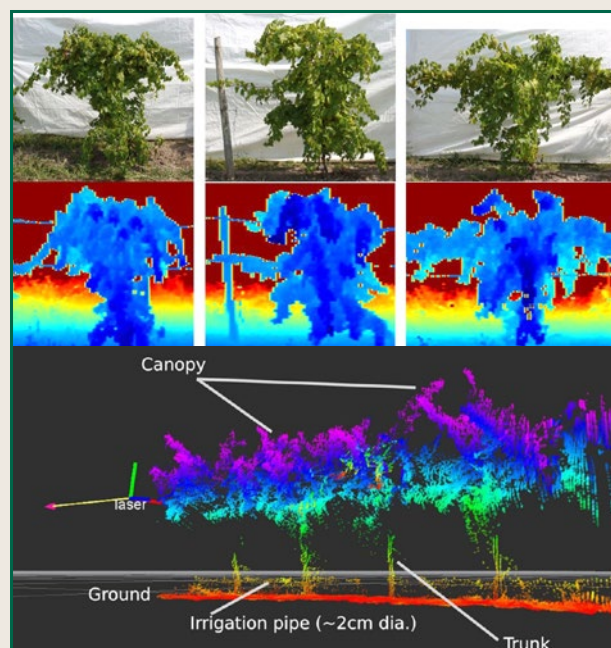 Canopy
laser
Ground
Irrigation pipe (~2cm dia.)
Trunk